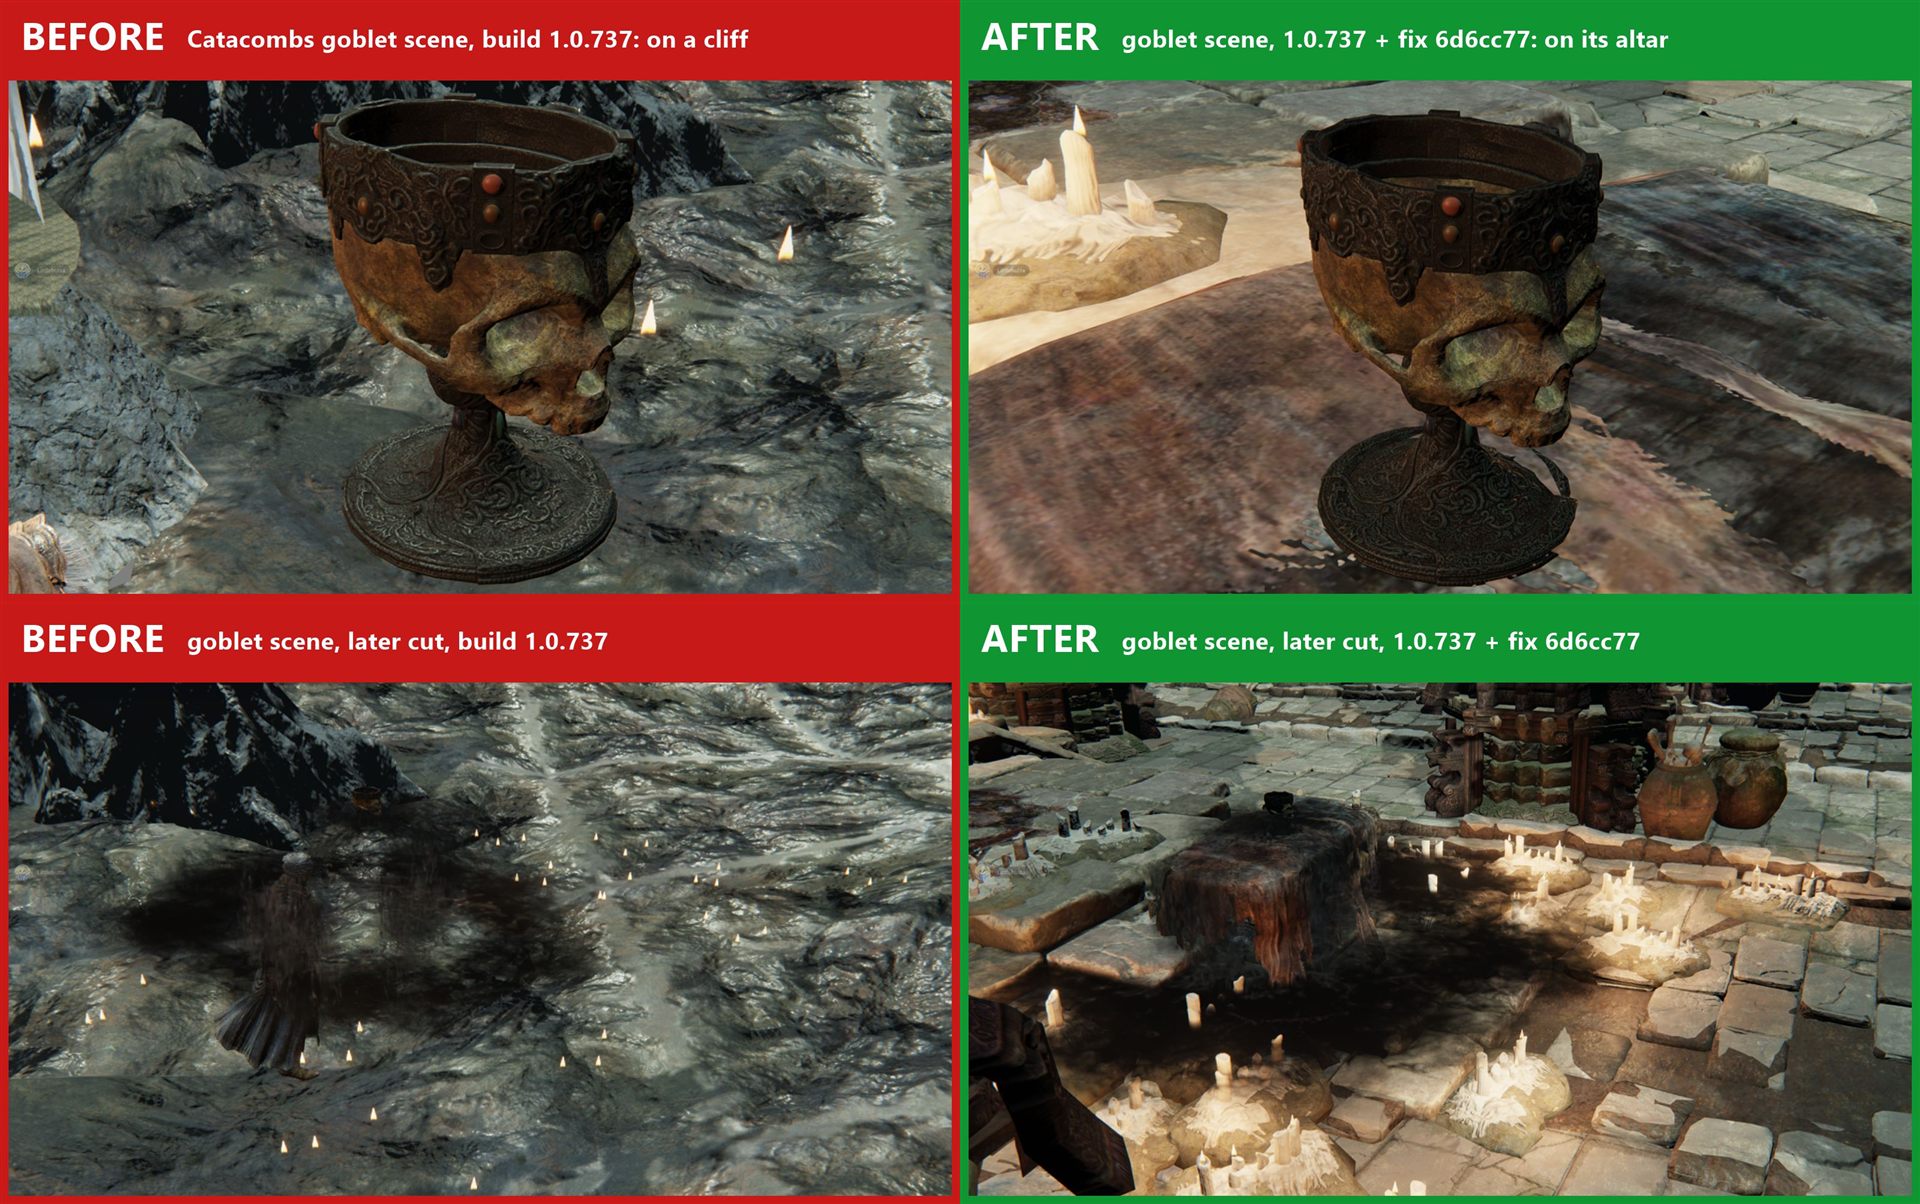 BEFORE Catacombs goblet scene, build 1.0.737: on a cliff
AFTER goblet scene, 1.0.737 + fix 6d6cc77: on its altar
BEFORE goblet scene, later cut, build 1.0.737
AFTER goblet scene, later cut, 1.0.737 + fix 6d6cc77